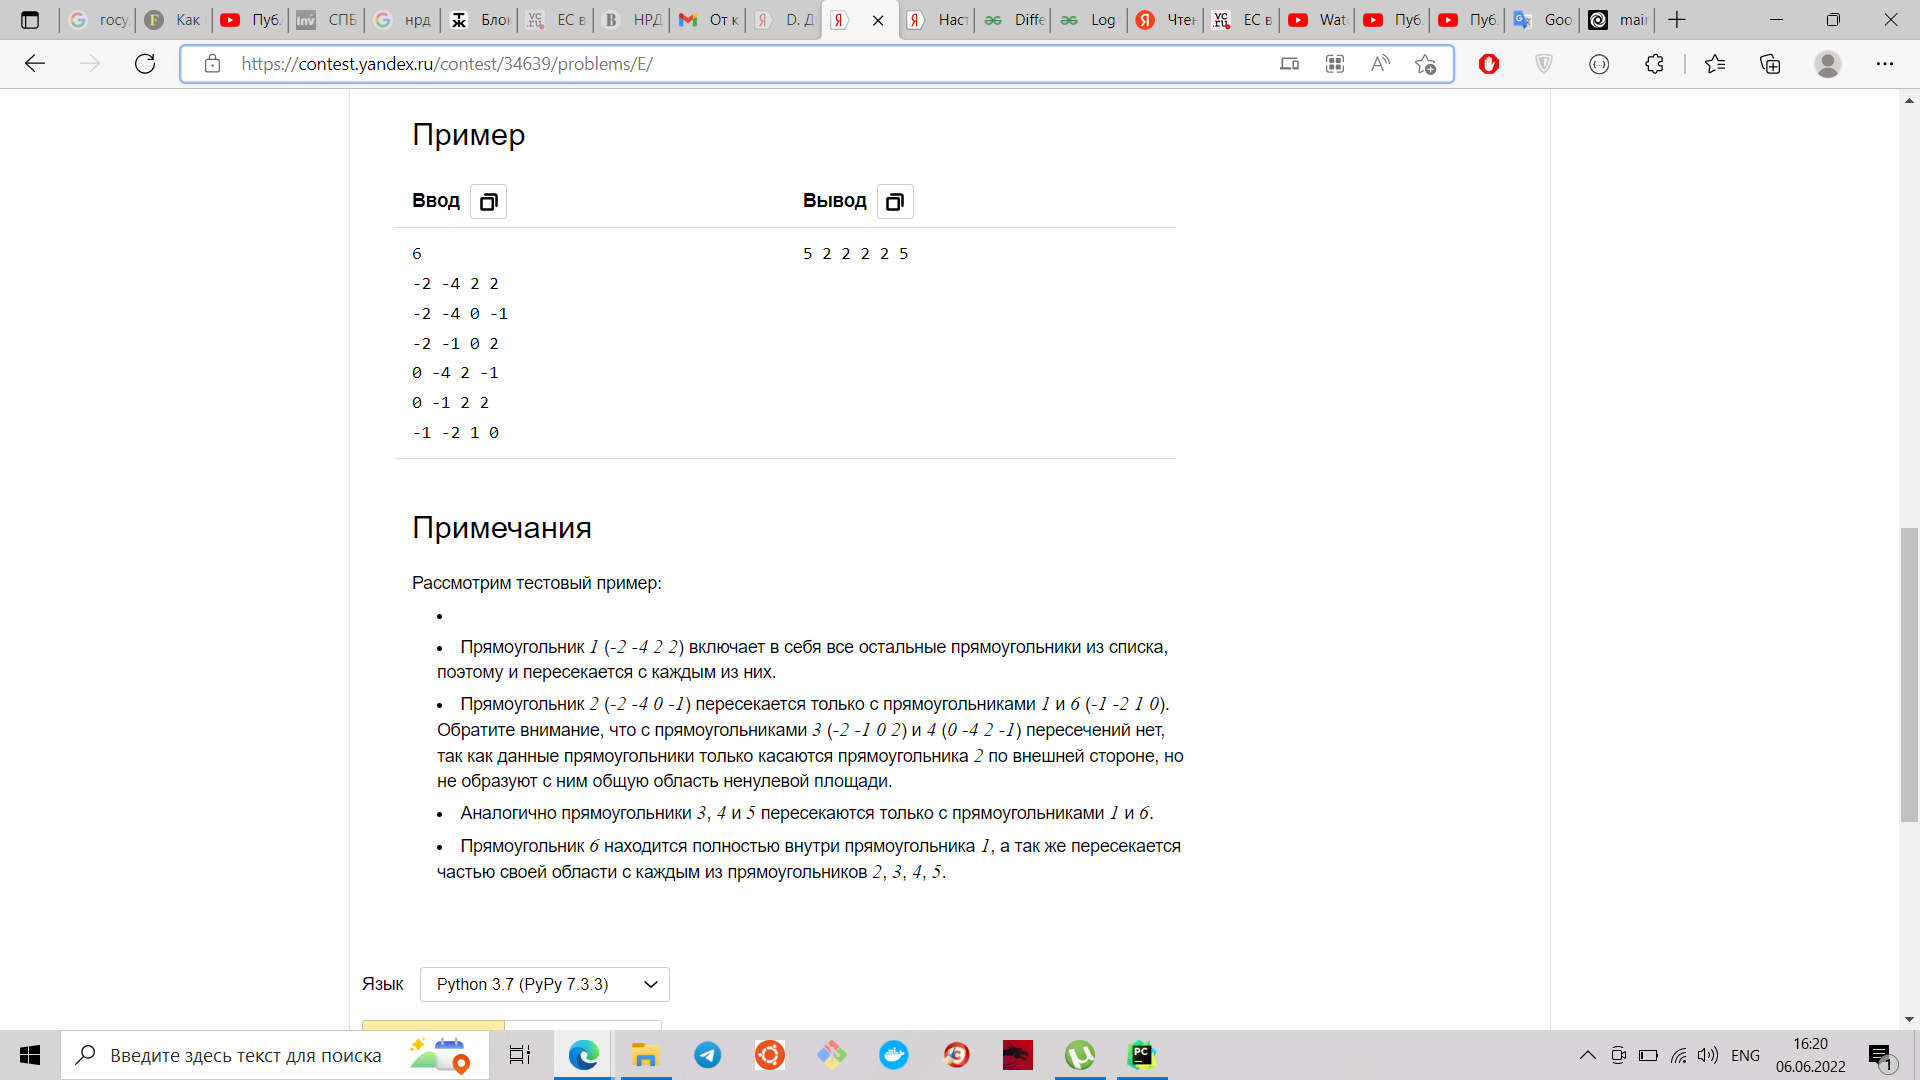 госу
Как
Пуб
СПБ
нрд
Блон
ЕС в
НРД
От к
D. Д
Наст
Diffe
Log
Чтен
ЕС в
Wat
Пуб
Пуб
Goo
main
https://contest.yandex.ru/contest/34639/problems/E/
Пример
Ввод Вывод
6 5 2 2 2 2 5
-2 -4 2 2
-2 -4 0 -1
-2 -1 0 2
0 -4 2 -1
0 -1 2 2
-1 -2 1 0
Примечания
Рассмотрим тестовый пример:
Прямоугольник 1 (-2 -4 2 2) включает в себя все остальные прямоугольники из списка,
поэтому и пересекается с каждым из них.
Прямоугольник 2 (-2 -4 0 -1) пересекается только с прямоугольниками 1 и 6 (-1 -2 1 0).
Обратите внимание, что с прямоугольниками 3 (-2 -1 0 2) и 4 (0 -4 2 -1) пересечений нет,
так как данные прямоугольники только касаются прямоугольника 2 по внешней стороне, но
не образуют с ним общую область ненулевой площади.
Аналогично прямоугольники 3, 4 и 5 пересекаются только с прямоугольниками 1 и 6.
Прямоугольник 6 находится полностью внутри прямоугольника 1, а так же пересекается
частью своей области с каждым из прямоугольников 2, 3, 4, 5.
Язык Python 3.7 (PyPy 7.3.3)
Введите здесь текст для поиска
ENG
16:20
06.06.2022
1